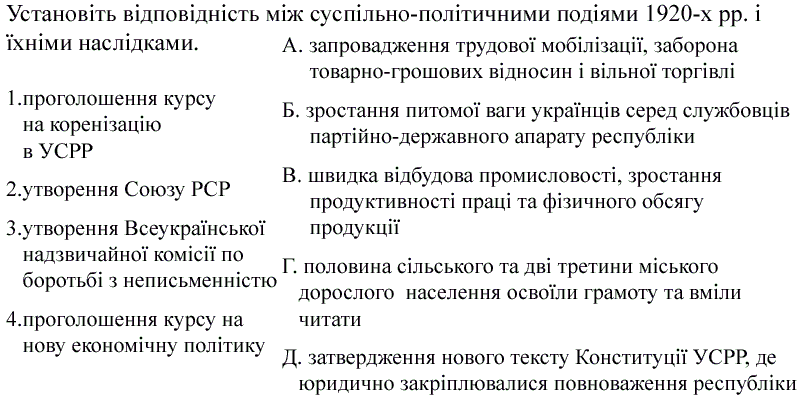 Установіть відповідність між суспільно-політичними подіями 1920-х рр. і
їхніми наслідками.
1.проголошення курсу
на коренізацію
в УСРР
2.утворення Союзу РСР
3.утворення Всеукраїнської
надзвичайної комісії по
боротьбі з неписьменністю
4.проголошення курсу на
нову економічну політику
А. запровадження трудової мобілізації, заборона
товарно-грошових відносин і вільної торгівлі
Б. зростання питомої ваги українців серед службовців
партійно-державного апарату республіки
В. швидка відбудова промисловості, зростання
продуктивності праці та фізичного обсягу
продукції
Г. половина сільського та дві третини міського
дорослого населення освоїли грамоту та вміли
читати
Д. затвердження нового тексту Конституції УСРР, де
юридично закріплювалися повноваження республіки